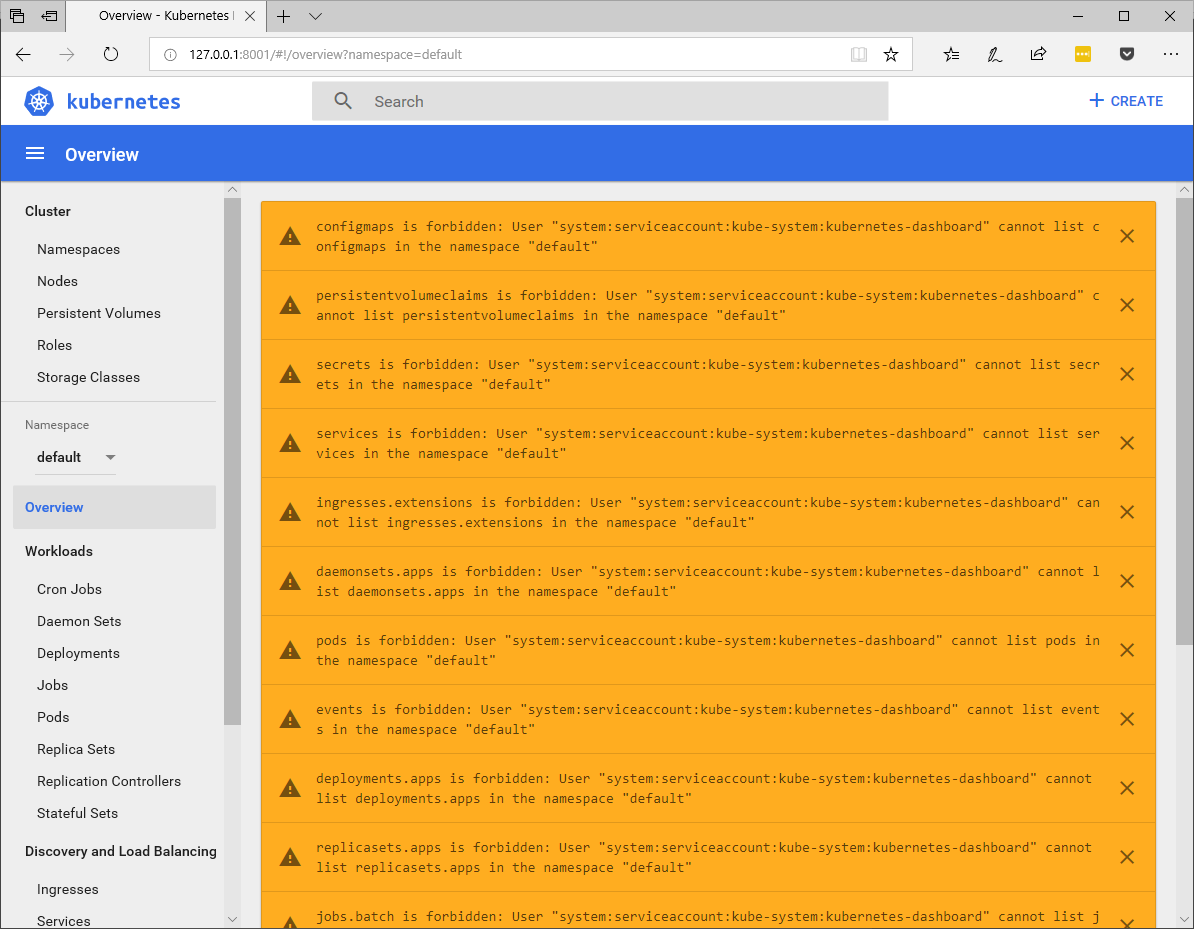 Overview - Kubernetes
127.0.0.1:8001/#!/overview?namespace=default
kubernetes
Search
+ CREATE
Overview
Cluster
Namespaces
Nodes
Persistent Volumes
Roles
Storage Classes
Namespace
default
Overview
Workloads
Cron Jobs
Daemon Sets
Deployments
Jobs
Pods
Replica Sets
Replication Controllers
Stateful Sets
Discovery and Load Balancing
Ingresses
Services
configmaps is forbidden: User "system:serviceaccount:kube-system:kubernetes-dashboard" cannot list c
onfigmaps in the namespace "default"
persistentvolumeclaims is forbidden: User "system:serviceaccount:kube-system:kubernetes-dashboard" c
annot list persistentvolumeclaims in the namespace "default"
secrets is forbidden: User "system:serviceaccount:kube-system:kubernetes-dashboard" cannot list secr
ets in the namespace "default"
services is forbidden: User "system:serviceaccount:kube-system:kubernetes-dashboard" cannot list ser
vices in the namespace "default"
ingresses.extensions is forbidden: User "system:serviceaccount:kube-system:kubernetes-dashboard" can
not list ingresses.extensions in the namespace "default"
daemonsets.apps is forbidden: User "system:serviceaccount:kube-system:kubernetes-dashboard" cannot l
ist daemonsets.apps in the namespace "default"
pods is forbidden: User "system:serviceaccount:kube-system:kubernetes-dashboard" cannot list pods in
the namespace "default"
events is forbidden: User "system:serviceaccount:kube-system:kubernetes-dashboard" cannot list event
s in the namespace "default"
deployments.apps is forbidden: User "system:serviceaccount:kube-system:kubernetes-dashboard" cannot
list deployments.apps in the namespace "default"
replicasets.apps is forbidden: User "system:serviceaccount:kube-system:kubernetes-dashboard" cannot
list replicasets.apps in the namespace "default"
jobs.batch is forbidden: User "system:serviceaccount:kube-system:kubernetes-dashboard" cannot list j